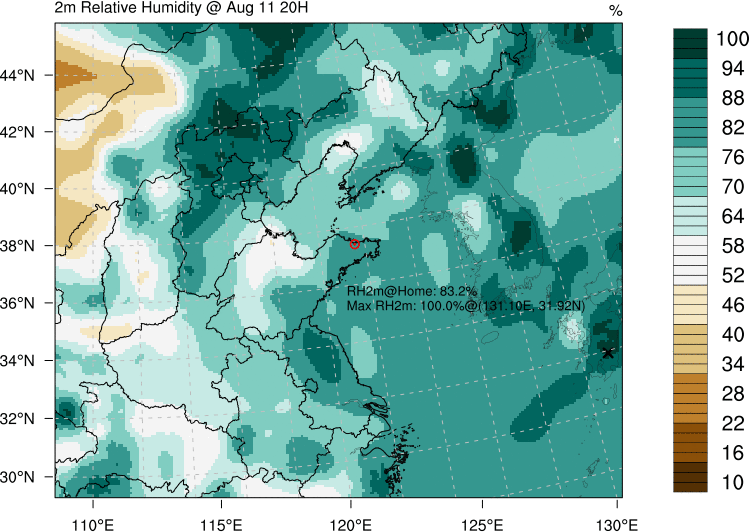 2m Relative Humidity @ Aug 11 20H
%
44°N
42°N
40°N
38°N
36°N
34°N
32°N
30°N
110°E
115°E
120°E
125°E
130°E
RH2m@Home: 83.2%
Max RH2m: 100.0%@(131.10E, 31.92N)
100
94
88
82
76
70
64
58
52
46
40
34
28
22
16
10